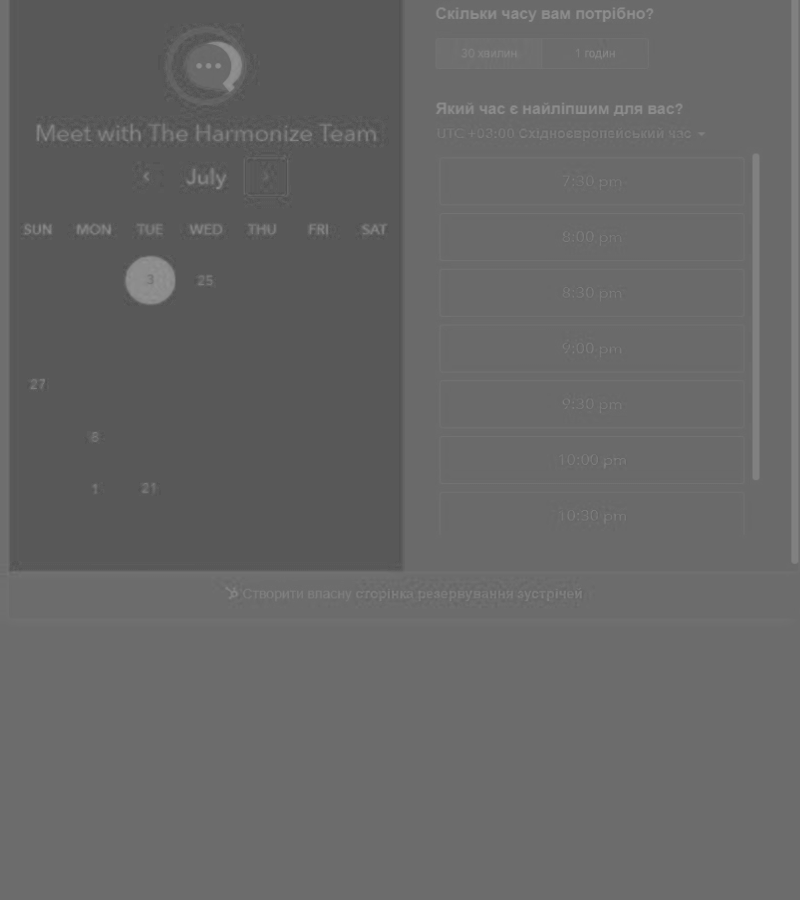 Meet with The Harmonize Team
July
SUN MON TUE WED THU FRI SAT
3 25
27
8
1 21
Скільки часу вам потрібно?
30 хвилин 1 годин
Який час є найліпшим для вас?
UTC +03:00 Східноєвропейський час
7:30 pm
8:00 pm
8:30 pm
9:00 pm
9:30 pm
10:00 pm
10:30 pm
Створити власну сторінка резервування зустрічей